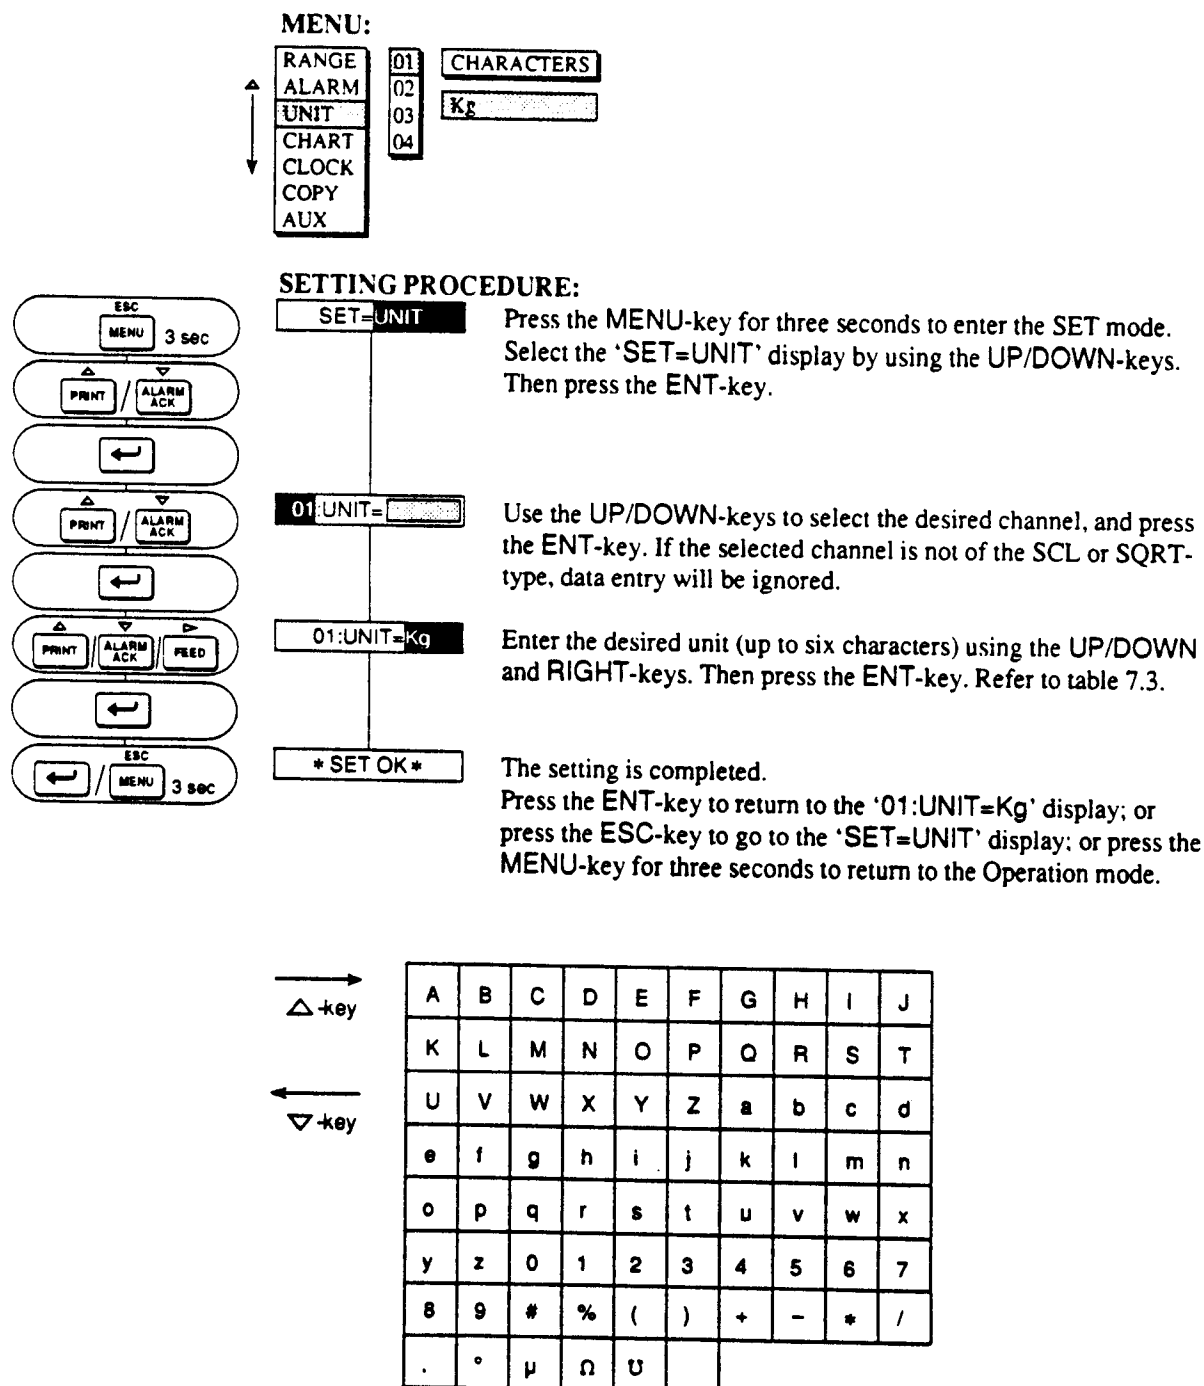 MENU:
RANGE
ALARM
UNIT
CHART
CLOCK
COPY
AUX
01
02
03
04
CHARACTERS
Kg
SETTING PROCEDURE:
ESC
MENU 3 sec
PRINT / ALARM ACK
SET=UNIT
Press the MENU-key for three seconds to enter the SET mode.
Select the 'SET=UNIT' display by using the UP/DOWN-keys.
Then press the ENT-key.
PRINT / ALARM ACK
01:UNIT=
Use the UP/DOWN-keys to select the desired channel, and press
the ENT-key. If the selected channel is not of the SCL or SQRT-
type, data entry will be ignored.
PRINT / ALARM ACK / FEED
01:UNIT=Kg
Enter the desired unit (up to six characters) using the UP/DOWN
and RIGHT-keys. Then press the ENT-key. Refer to table 7.3.
ESC
/ MENU 3 sec
* SET OK *
The setting is completed.
Press the ENT-key to return to the '01:UNIT=Kg' display; or
press the ESC-key to go to the 'SET=UNIT' display; or press the
MENU-key for three seconds to return to the Operation mode.
△-key
▽-key
A B C D E F G H I J
K L M N O P Q R S T
U V W X Y Z a b c d
e f g h i j k l m n
o p q r s t u v w x
y z 0 1 2 3 4 5 6 7
8 9 # % ( ) + − * /
. ° µ Ω ʊ